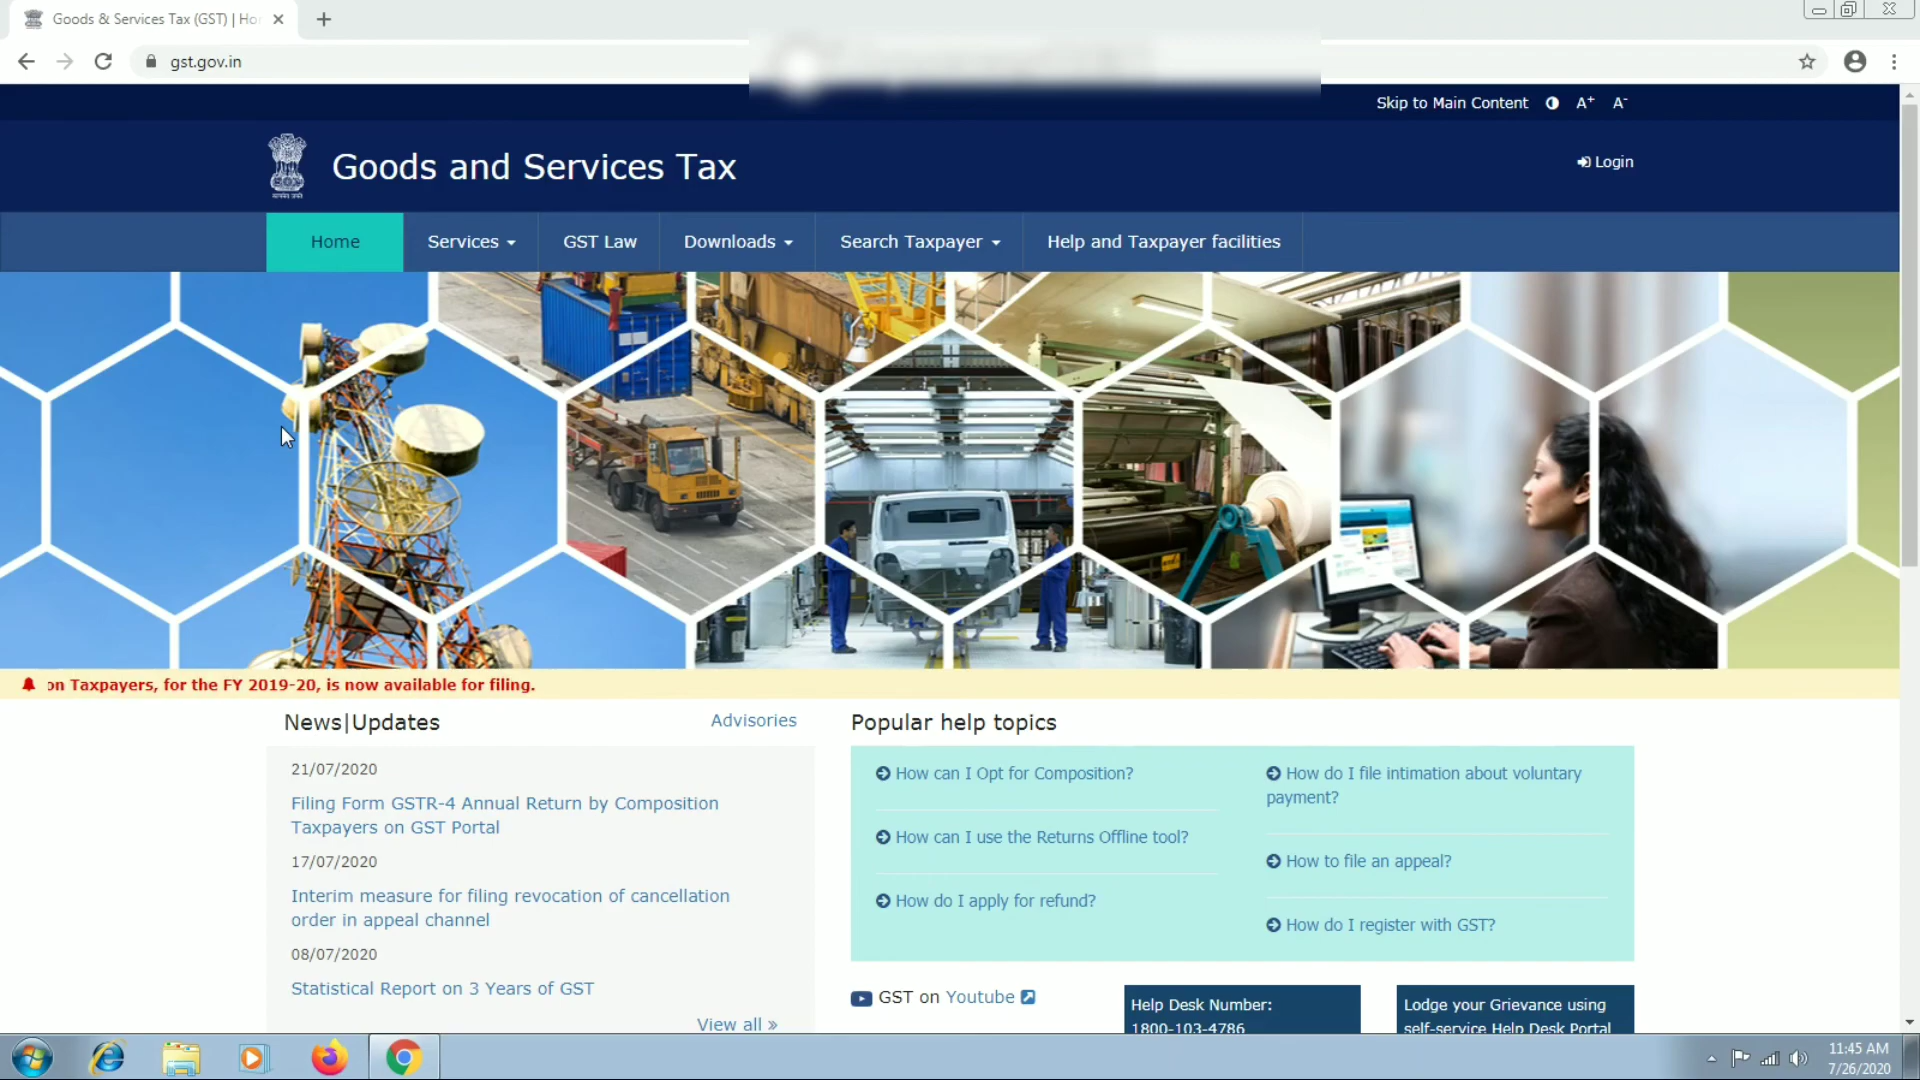 Goods & Services Tax (GST) | Ho
gst.gov.in
Skip to Main Content A+ A-
Goods and Services Tax
Login
Home Services GST Law Downloads Search Taxpayer Help and Taxpayer facilities
on Taxpayers, for the FY 2019-20, is now available for filing.
News|Updates
Advisories
21/07/2020
Filing Form GSTR-4 Annual Return by Composition
Taxpayers on GST Portal
17/07/2020
Interim measure for filing revocation of cancellation
order in appeal channel
08/07/2020
Statistical Report on 3 Years of GST
View all »
Popular help topics
How can I Opt for Composition?
How can I use the Returns Offline tool?
How do I apply for refund?
How do I file intimation about voluntary
payment?
How to file an appeal?
How do I register with GST?
GST on Youtube
Help Desk Number:
1800-103-4786
Lodge your Grievance using
self-service Help Desk Portal
11:45 AM
7/26/2020